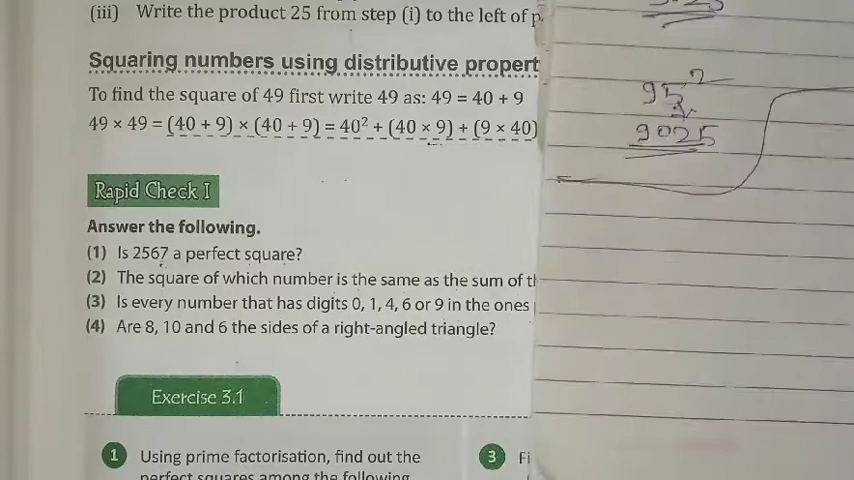 (iii) Write the product 25 from step (i) to the left of
Squaring numbers using distributive
To find the square of 49 first write 49 as: 49 = 40 + 9
49 × 49 = (40 + 9) × (40 + 9) = 40² + (40 × 9) + (9 × 40)
Rapid Check I
Answer the following.
(1) Is 2567 a perfect square?
(2) The square of which number is the same as the sum of
(3) Is every number that has digits 0, 1, 4, 6 or 9 in the ones
(4) Are 8, 10 and 6 the sides of a right-angled triangle?
Exercise 3.1
1 Using prime factorisation, find out the
perfect squares among the following
3
95²
9025